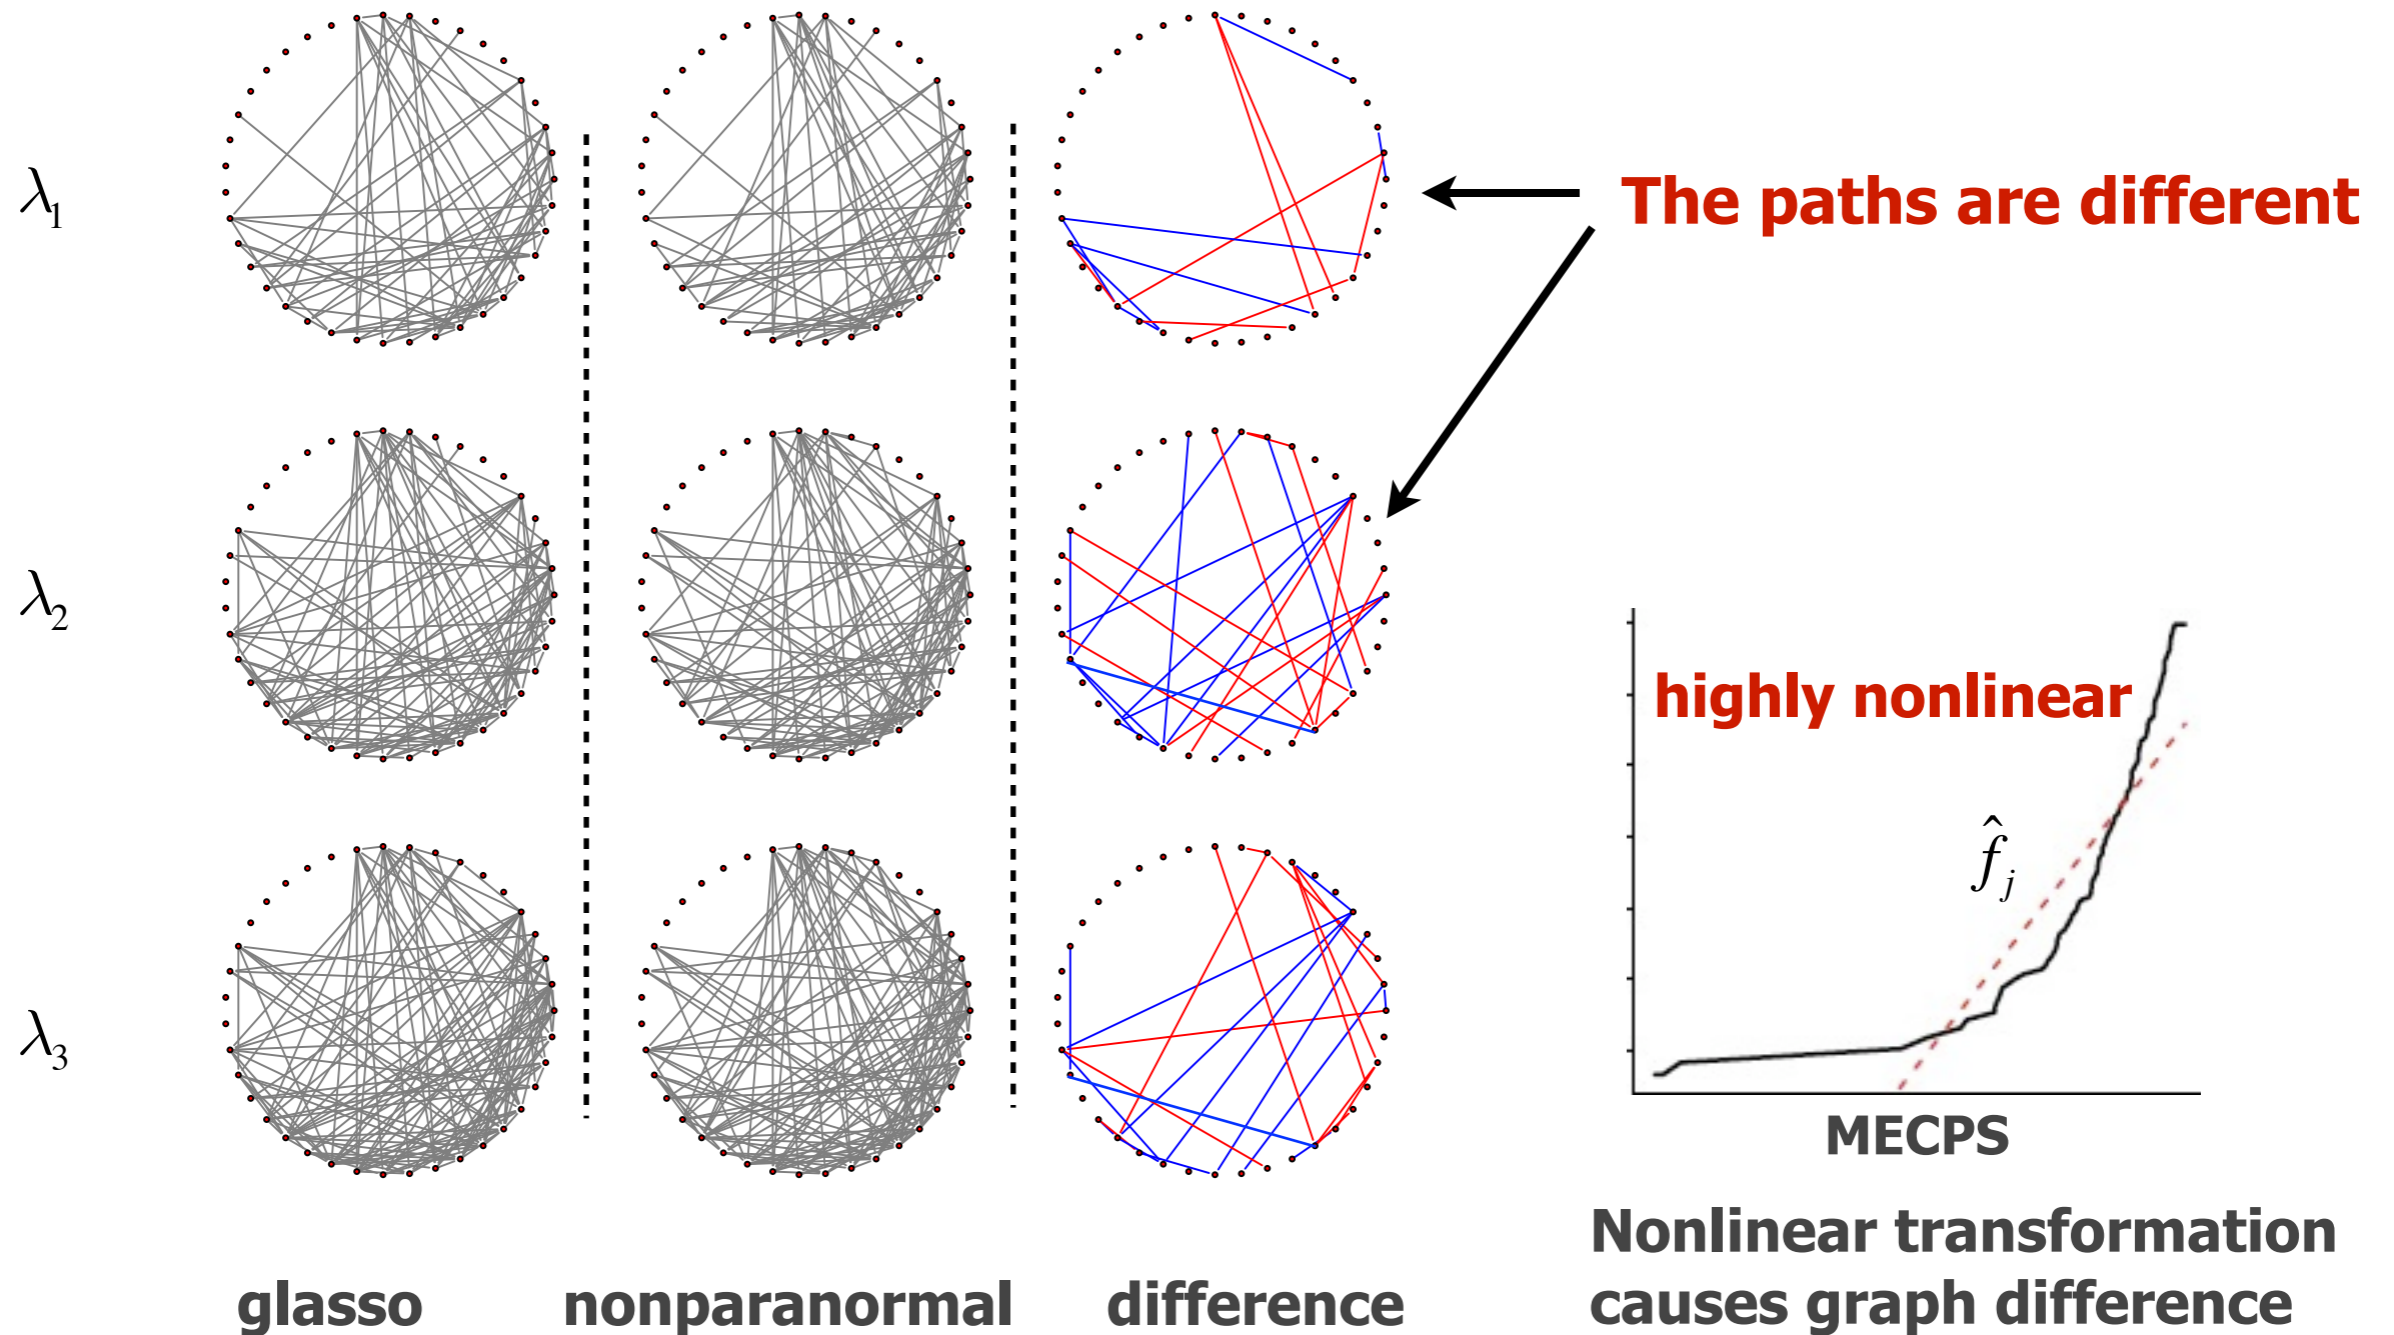 λ1
The paths are different
λ2
highly nonlinear
f̂j
λ3
MECPS
Nonlinear transformation
causes graph difference
glasso
nonparanormal
difference